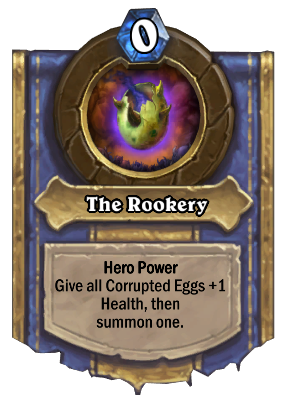 0
The Rookery
Hero Power
Give all Corrupted Eggs +1
Health, then
summon one.